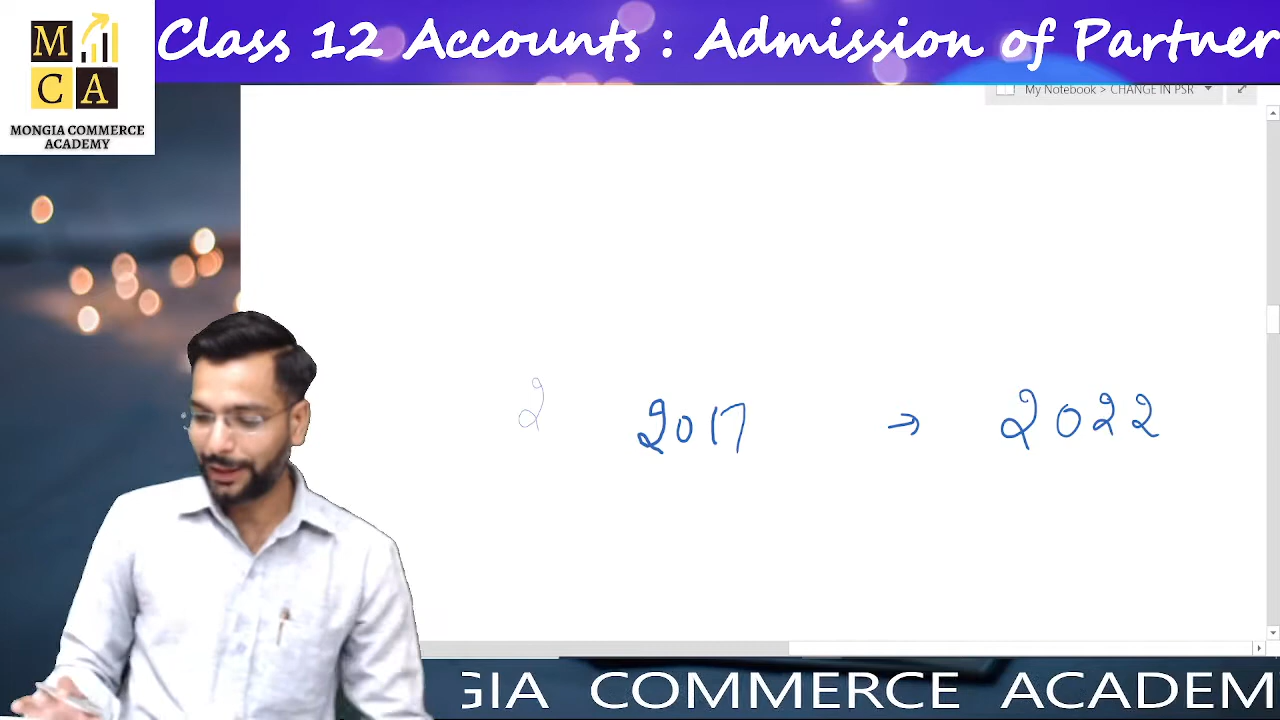 Class 12 Accounts : Admission of Partner
M
C A
MONGIA COMMERCE
ACADEMY
My Notebook > CHANGE IN PSR
2 2017 → 2022
GIA COMMERCE ACADEM